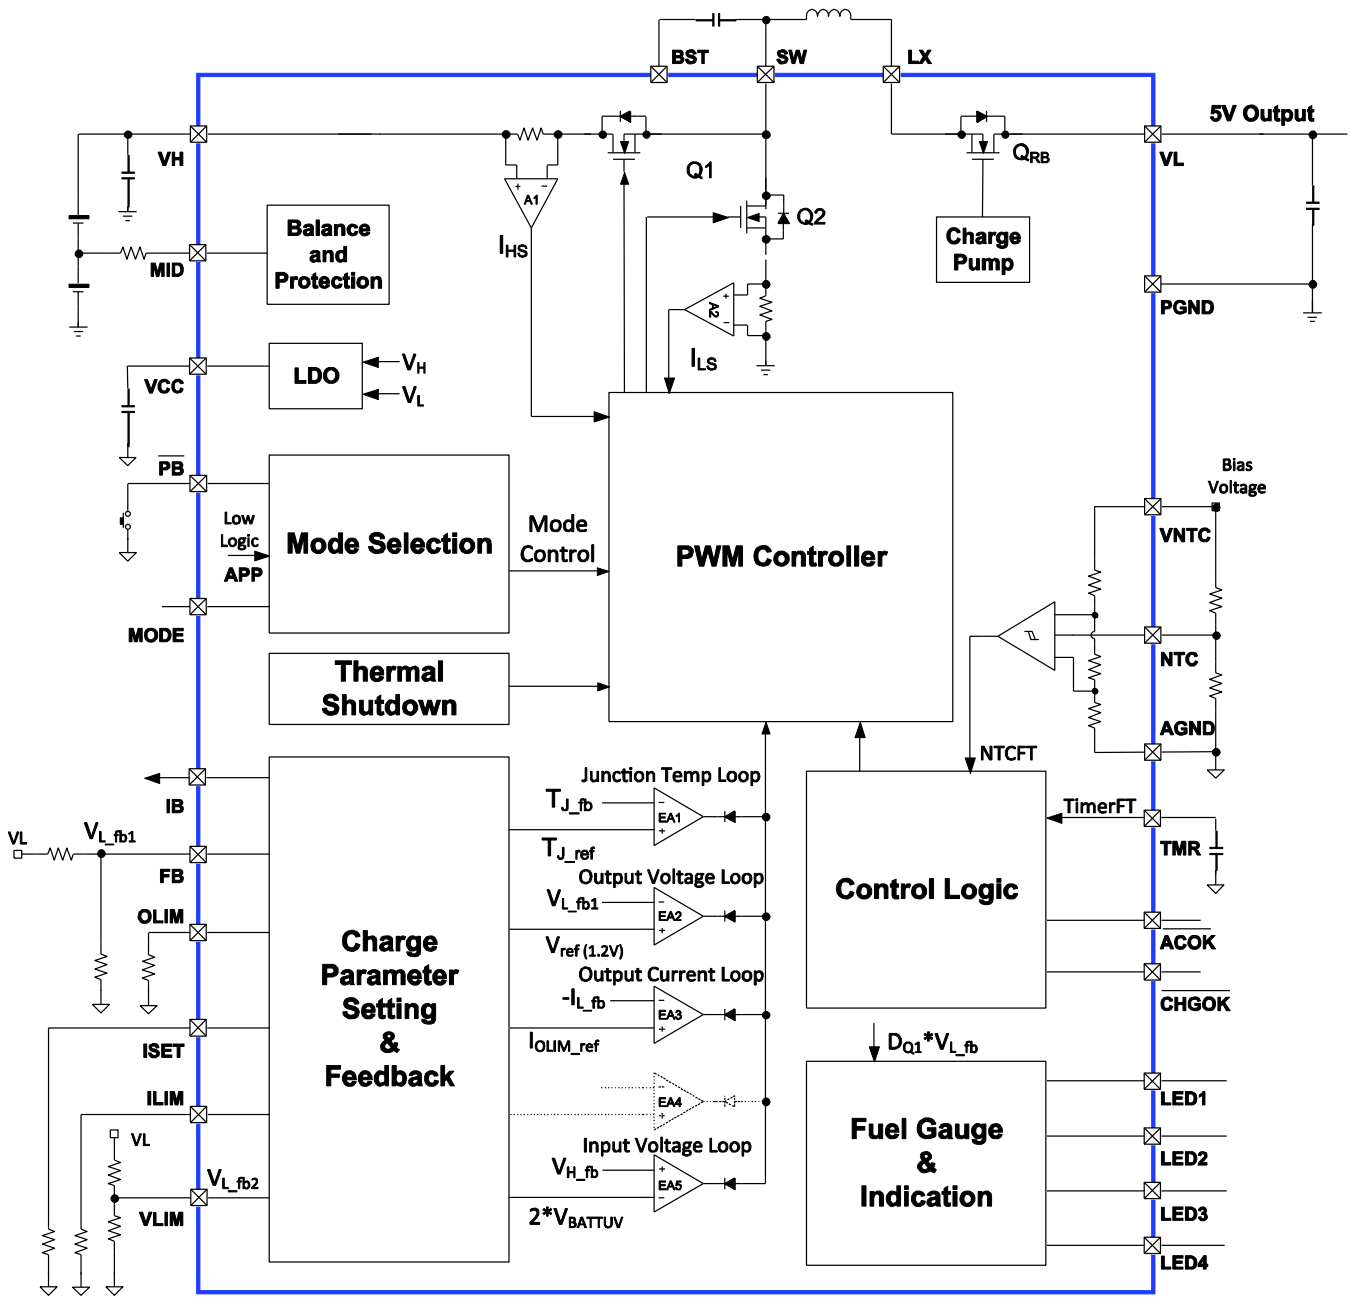 BST
SW
LX
5V Output
VH
VL
Q1
QRB
+ −
A1
Q2
IHS
Balance
and
Protection
MID
Charge
Pump
PGND
+
A2
−
ILS
VCC
LDO
VH
VL
PB
Low
Logic
APP
Mode Selection
Mode
Control
PWM Controller
Bias
Voltage
VNTC
MODE
NTC
Thermal
Shutdown
AGND
NTCFT
IB
Junction Temp Loop
TJ_fb
−
EA1
+
TJ_ref
TimerFT
TMR
VL
VL_fb1
FB
Output Voltage Loop
VL_fb1
−
EA2
+
Vref (1.2V)
Control Logic
OLIM
Charge
Parameter
Setting
&
Feedback
ACOK
Output Current Loop
-IL_fb
−
EA3
+
IOLIM_ref
CHGOK
ISET
DQ1*VL_fb
ILIM
−
EA4
+
LED1
VL
Input Voltage Loop
VH_fb
+
EA5
−
2*VBATTUV
Fuel Gauge
&
Indication
LED2
VL_fb2
VLIM
LED3
LED4